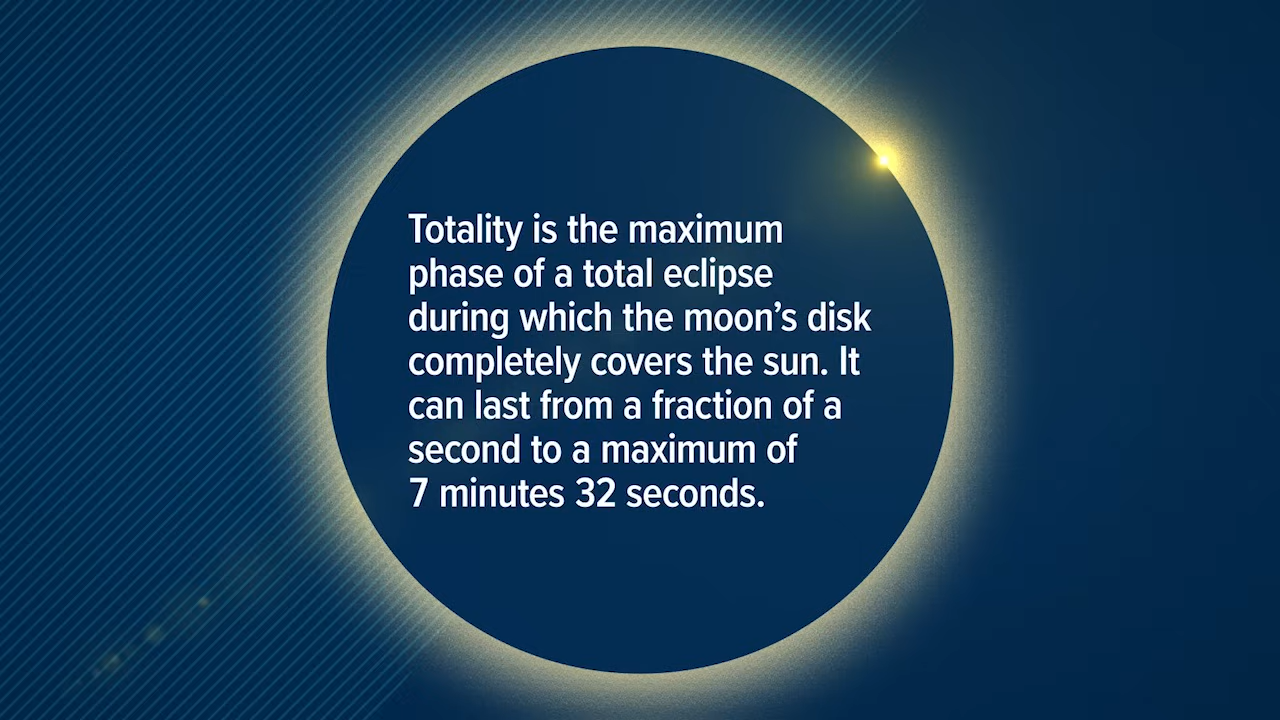 Totality is the maximum
phase of a total eclipse
during which the moon’s disk
completely covers the sun. It
can last from a fraction of a
second to a maximum of
7 minutes 32 seconds.